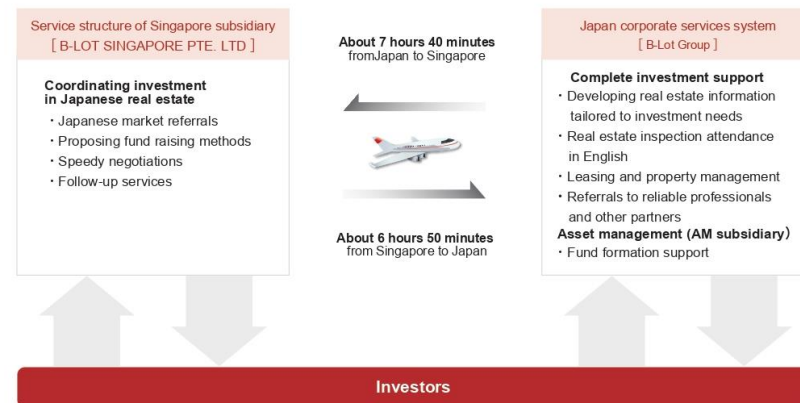 Service structure of Singapore subsidiary
[ B-LOT SINGAPORE PTE. LTD ]
Coordinating investment
in Japanese real estate
・Japanese market referrals
・Proposing fund raising methods
・Speedy negotiations
・Follow-up services
About 7 hours 40 minutes
fromJapan to Singapore
About 6 hours 50 minutes
from Singapore to Japan
Japan corporate services system
[ B-Lot Group ]
Complete investment support
・Developing real estate information
tailored to investment needs
・Real estate inspection attendance
in English
・Leasing and property management
・Referrals to reliable professionals
and other partners
Asset management (AM subsidiary）
・Fund formation support
Investors